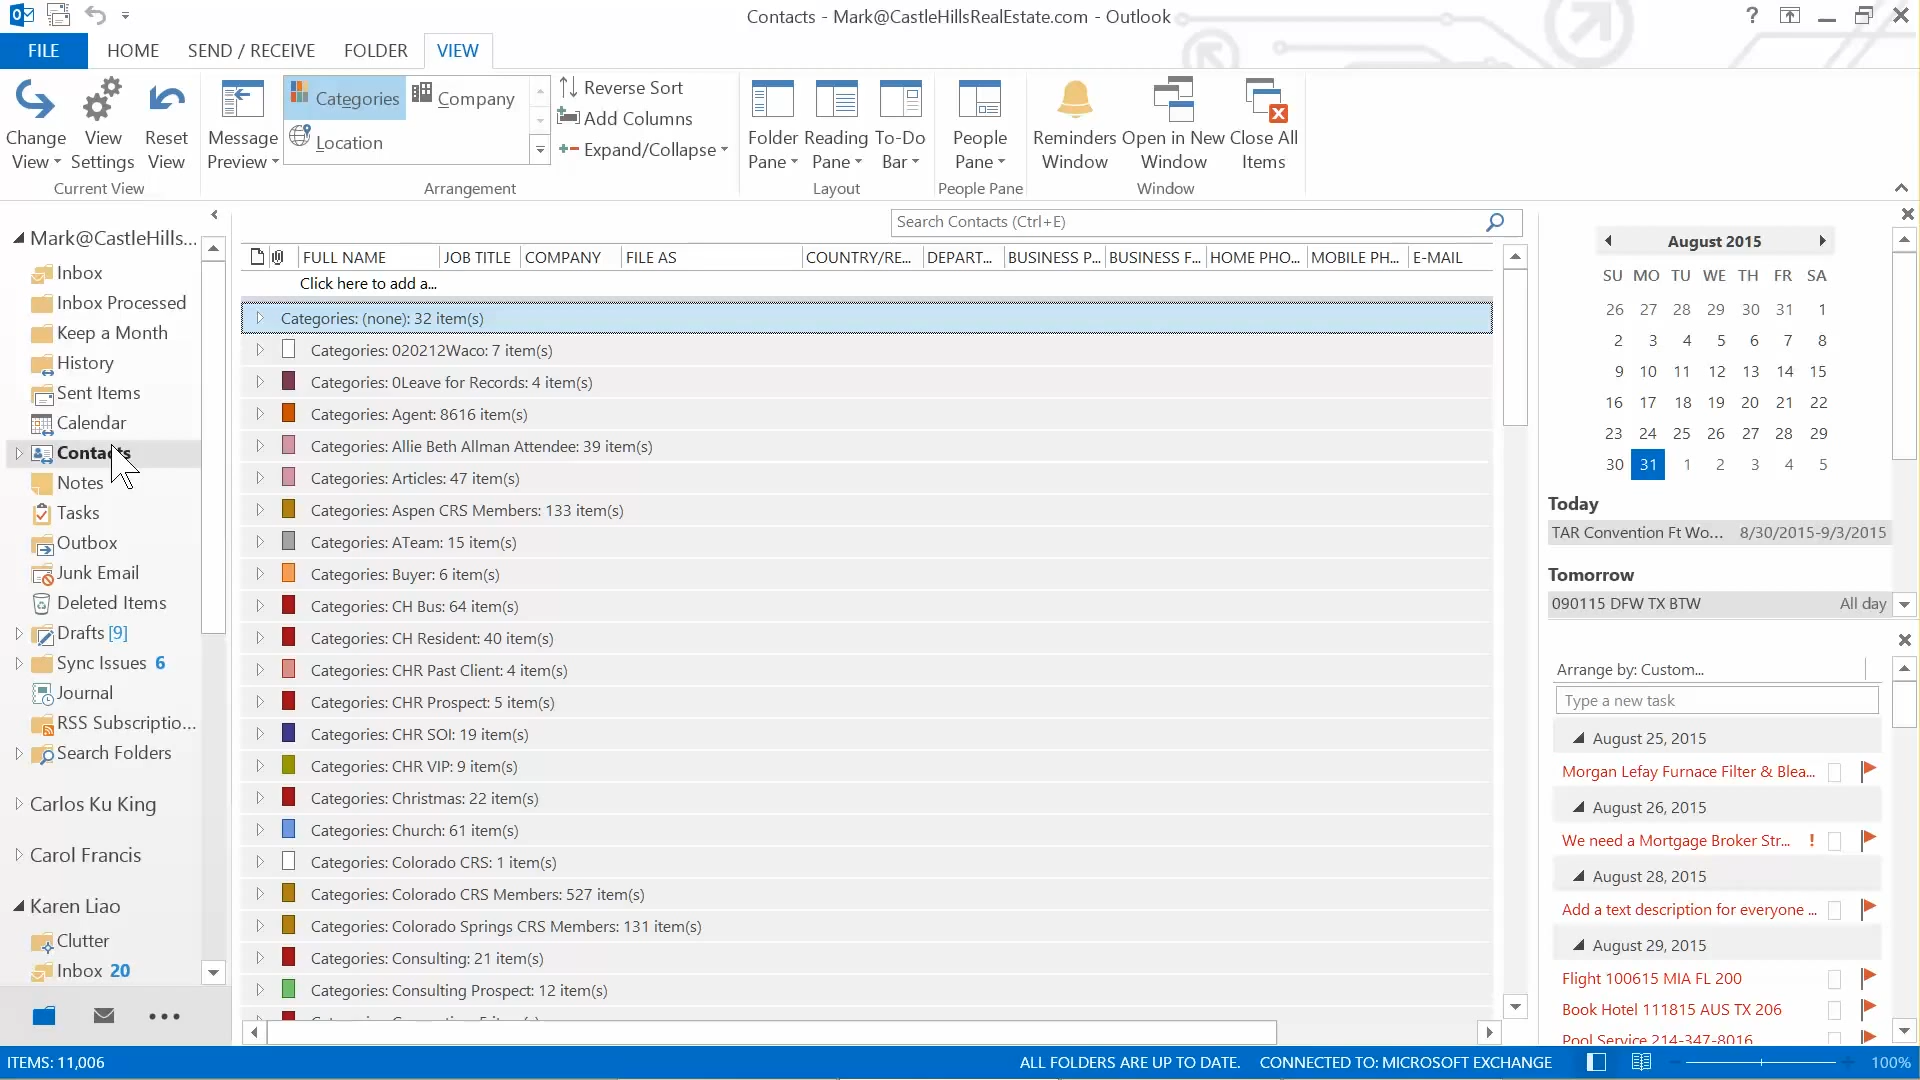 Contacts - Mark@CastleHillsRealEstate.com - Outlook
?
FILE HOME SEND / RECEIVE FOLDER VIEW
Change View
View Settings
Reset View
Current View
Message Preview
Categories
Company
Location
Reverse Sort
Add Columns
Expand/Collapse
Arrangement
Folder Pane
Reading Pane
To-Do Bar
Layout
People Pane
People Pane
Reminders Window
Open in New Window
Close All Items
Window
Mark@CastleHills...
Inbox
Inbox Processed
Keep a Month
History
Sent Items
Calendar
Contacts
Notes
Tasks
Outbox
Junk Email
Deleted Items
Drafts [9]
Sync Issues 6
Journal
RSS Subscriptio...
Search Folders
Carlos Ku King
Carol Francis
Karen Liao
Clutter
Inbox 20
Search Contacts (Ctrl+E)
FULL NAME JOB TITLE COMPANY FILE AS COUNTRY/RE... DEPART... BUSINESS P... BUSINESS F... HOME PHO... MOBILE PH... E-MAIL
Click here to add a...
Categories: (none): 32 item(s)
Categories: 020212Waco: 7 item(s)
Categories: 0Leave for Records: 4 item(s)
Categories: Agent: 8616 item(s)
Categories: Allie Beth Allman Attendee: 39 item(s)
Categories: Articles: 47 item(s)
Categories: Aspen CRS Members: 133 item(s)
Categories: ATeam: 15 item(s)
Categories: Buyer: 6 item(s)
Categories: CH Bus: 64 item(s)
Categories: CH Resident: 40 item(s)
Categories: CHR Past Client: 4 item(s)
Categories: CHR Prospect: 5 item(s)
Categories: CHR SOI: 19 item(s)
Categories: CHR VIP: 9 item(s)
Categories: Christmas: 22 item(s)
Categories: Church: 61 item(s)
Categories: Colorado CRS: 1 item(s)
Categories: Colorado CRS Members: 527 item(s)
Categories: Colorado Springs CRS Members: 131 item(s)
Categories: Consulting: 21 item(s)
Categories: Consulting Prospect: 12 item(s)
August 2015
SU MO TU WE TH FR SA
26 27 28 29 30 31 1
2 3 4 5 6 7 8
9 10 11 12 13 14 15
16 17 18 19 20 21 22
23 24 25 26 27 28 29
30 31 1 2 3 4 5
Today
TAR Convention Ft Wo... 8/30/2015-9/3/2015
Tomorrow
090115 DFW TX BTW All day
Arrange by: Custom...
Type a new task
August 25, 2015
Morgan Lefay Furnace Filter & Blea...
August 26, 2015
We need a Mortgage Broker Str... !
August 28, 2015
Add a text description for everyone ...
August 29, 2015
Flight 100615 MIA FL 200
Book Hotel 111815 AUS TX 206
Pool Service 214-347-8016
ITEMS: 11,006
ALL FOLDERS ARE UP TO DATE. CONNECTED TO: MICROSOFT EXCHANGE 100%